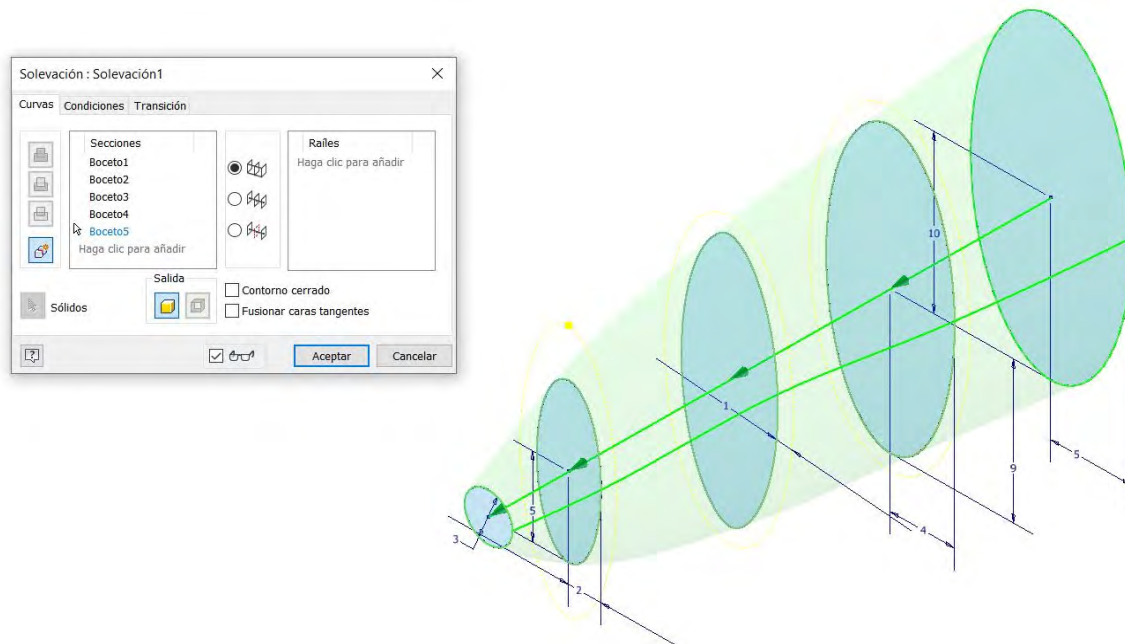 Solevación : Solevación1
Curvas Condiciones Transición
Secciones
Boceto1
Boceto2
Boceto3
Boceto4
Boceto5
Haga clic para añadir
Raíles
Haga clic para añadir
Sólidos
Salida
Contorno cerrado
Fusionar caras tangentes
?
Aceptar Cancelar
10
1
9
5
4
5
3
2